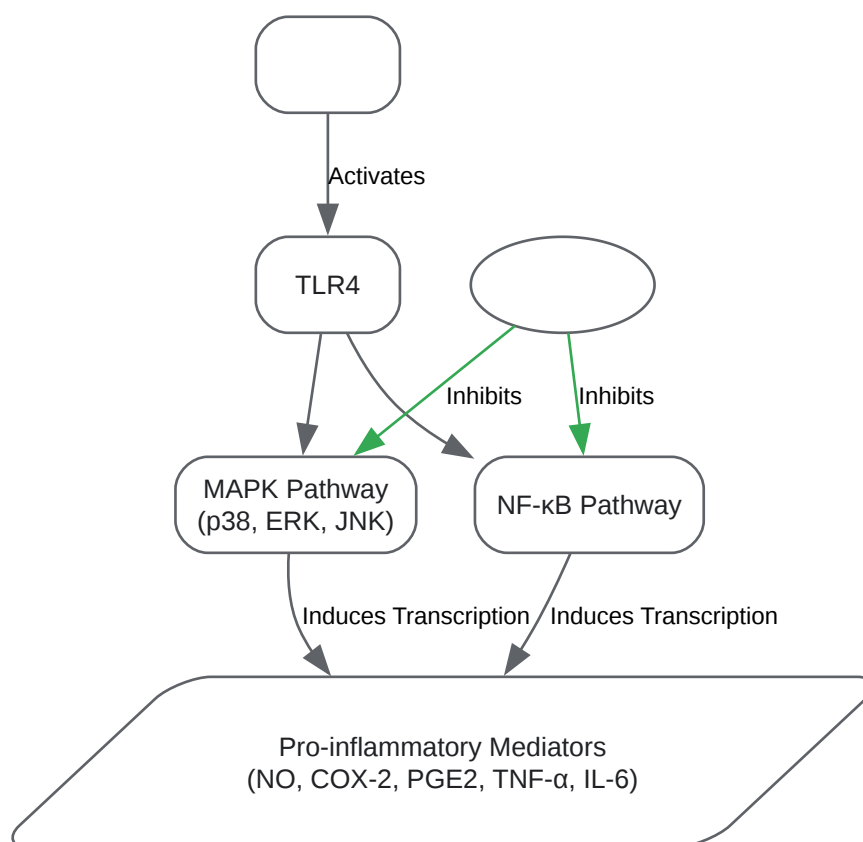 Activates
TLR4
Inhibits
Inhibits
MAPK Pathway
(p38, ERK, JNK)
NF-κB Pathway
Induces Transcription
Induces Transcription
Pro-inflammatory Mediators
(NO, COX-2, PGE2, TNF-α, IL-6)